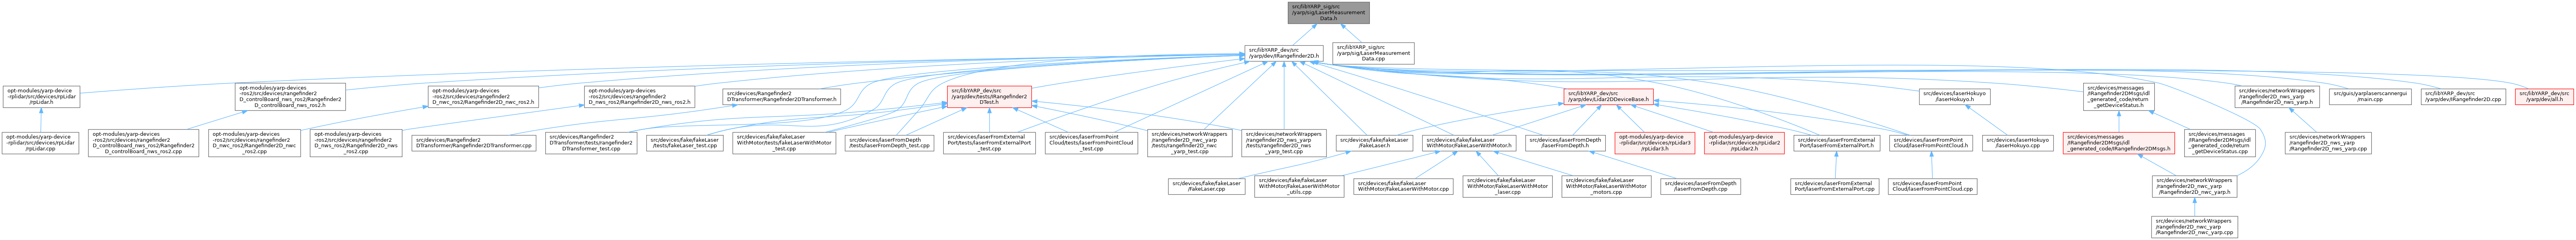 src/libYARP_sig/src
/yarp/sig/LaserMeasurement
Data.h
src/libYARP_dev/src
/yarp/dev/IRangefinder2D.h
src/libYARP_sig/src
/yarp/sig/LaserMeasurement
Data.cpp
opt-modules/yarp-device
-rplidar/src/devices/rpLidar
/rpLidar.h
opt-modules/yarp-devices
-ros2/src/devices/rangefinder2
D_controlBoard_nws_ros2/Rangefinder2
D_controlBoard_nws_ros2.h
opt-modules/yarp-devices
-ros2/src/devices/rangefinder
D_nwc_ros2/Rangefinder2D_nwc_ros2.h
opt-modules/yarp-devices
-ros2/src/devices/rangefinder2
D_nws_ros2/Rangefinder2D_nws_ros2.h
src/devices/Rangefinder2
DTransformer/Rangefinder2DTransformer.h
src/libYARP_dev/src
/yarp/dev/tests/IRangefinder2
DTest.h
src/libYARP_dev/src
/yarp/dev/Lidar2DDeviceBase.h
src/devices/laserHokuyo
/laserHokuyo.h
src/devices/messages
/IRangefinder2DMsgs/idl
_generated_code/return
_getDeviceStatus.h
src/devices/networkWrappers
/rangefinder2D_nws_yarp
/Rangefinder2D_nws_yarp.h
src/guis/yarplaserscannergui
/main.cpp
src/libYARP_dev/src
/yarp/dev/IRangefinder2D.cpp
src/libYARP_dev/src
/yarp/dev/all.h
opt-modules/yarp-device
-rplidar/src/devices/rpLidar
/rpLidar.cpp
opt-modules/yarp-devices
-ros2/src/devices/rangefinder2
D_controlBoard_nws_ros2/Rangefinder2
D_controlBoard_nws_ros2.cpp
opt-modules/yarp-devices
-ros2/src/devices/rangefinder2
D_nwc_ros2/Rangefinder2D_nwc
_ros2.cpp
opt-modules/yarp-devices
-ros2/src/devices/rangefinder2
D_nws_ros2/Rangefinder2D_nws
_ros2.cpp
src/devices/Rangefinder2
DTransformer/Rangefinder2DTransformer.cpp
src/devices/Rangefinder2
DTransformer/tests/rangefinder2
DTransformer_test.cpp
src/devices/fake/fakeLaser
/tests/fakeLaser_test.cpp
src/devices/fake/fakeLaser
WithMotor/tests/fakeLaserWithMotor
_test.cpp
src/devices/laserFromDepth
/tests/laserFromDepth_test.cpp
src/devices/laserFromExternal
Port/tests/laserFromExternalPort
_test.cpp
src/devices/laserFromPoint
Cloud/tests/laserFromPointCloud
_test.cpp
src/devices/networkWrappers
/rangefinder2D_nwc_yarp
/tests/rangefinder2D_nwc
_yarp_test.cpp
src/devices/networkWrappers
/rangefinder2D_nws_yarp
/tests/rangefinder2D_nws
_yarp_test.cpp
src/devices/fake/fakeLaser
/fakeLaser.h
src/devices/fake/fakeLaser
WithMotor/fakeLaserWithMotor.h
src/devices/laserFromDepth
/laserFromDepth.h
opt-modules/yarp-device
-rplidar/src/devices/rpLidar3
/rpLidar3.h
opt-modules/yarp-device
-rplidar/src/devices/rpLidar2
/rpLidar2.h
src/devices/laserFromExternal
Port/laserFromExternalPort.h
src/devices/laserFromPoint
Cloud/laserFromPointCloud.h
src/devices/laserHokuyo
/laserHokuyo.cpp
src/devices/messages
/IRangefinder2DMsgs/idl
_generated_code/IRangefinder2DMsgs.h
src/devices/messages
/IRangefinder2DMsgs/idl
_generated_code/return
_getDeviceStatus.cpp
src/devices/networkWrappers
/rangefinder2D_nws_yarp
/Rangefinder2D_nws_yarp.cpp
src/devices/fake/fakeLaser
/fakeLaser.cpp
src/devices/fake/fakeLaser
WithMotor/fakeLaserWithMotor
_utils.cpp
src/devices/fake/fakeLaser
WithMotor/fakeLaserWithMotor.cpp
src/devices/fake/fakeLaser
WithMotor/fakeLaserWithMotor
_laser.cpp
src/devices/fake/fakeLaser
WithMotor/fakeLaserWithMotor
_motors.cpp
src/devices/laserFromDepth
/laserFromDepth.cpp
src/devices/laserFromExternal
Port/laserFromExternalPort.cpp
src/devices/laserFromPoint
Cloud/laserFromPointCloud.cpp
src/devices/networkWrappers
/rangefinder2D_nwc_yarp
/Rangefinder2D_nwc_yarp.h
src/devices/networkWrappers
/rangefinder2D_nwc_yarp
/Rangefinder2D_nwc_yarp.cpp